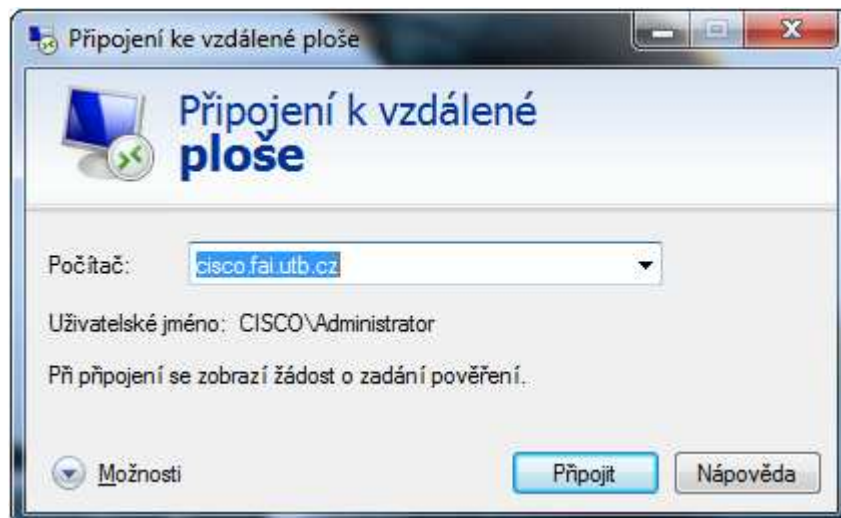 Připojení ke vzdálené ploše
Připojení k vzdálené
ploše
Počítač: cisco.fai.utb.cz
Uživatelské jméno: CISCO\Administrator
Při připojení se zobrazí žádost o zadání pověření.
Možnosti Připojit Nápověda